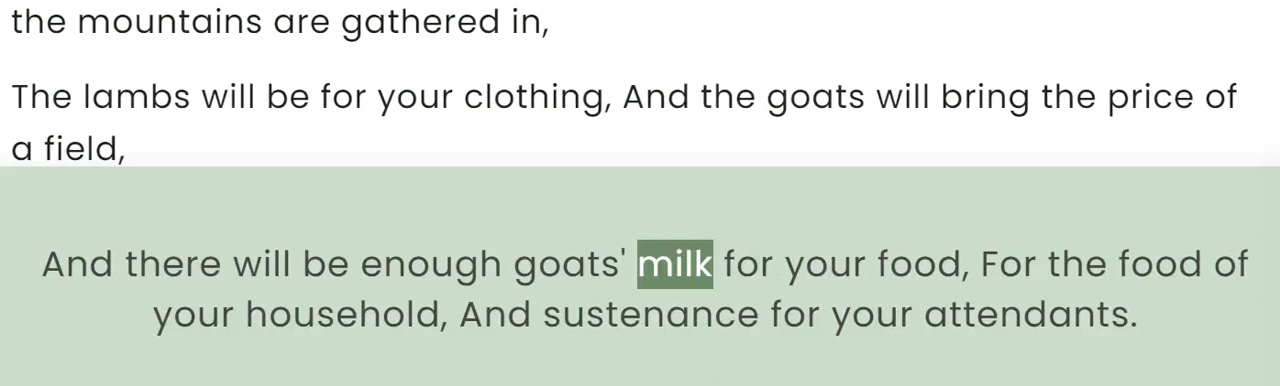 the mountains are gathered in,
The lambs will be for your clothing, And the goats will bring the price of
a field,
And there will be enough goats' milk for your food, For the food of
your household, And sustenance for your attendants.